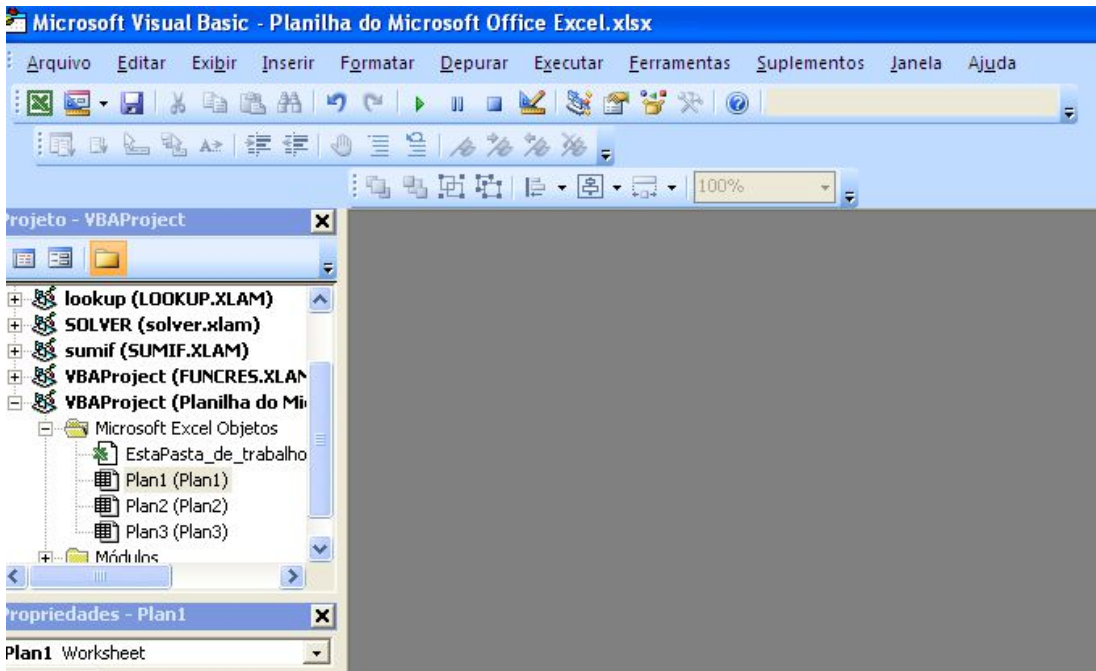 Microsoft Visual Basic - Planilha do Microsoft Office Excel.xlsx
Arquivo Editar Exibir Inserir Formatar Depurar Executar Ferramentas Suplementos Janela Ajuda
100%
Projeto - VBAProject
lookup (LOOKUP.XLAM)
SOLVER (solver.xlam)
sumif (SUMIF.XLAM)
VBAProject (FUNCRES.XLAM
VBAProject (Planilha do Mi
Microsoft Excel Objetos
EstaPasta_de_trabalho
Plan1 (Plan1)
Plan2 (Plan2)
Plan3 (Plan3)
Módulos
Propriedades - Plan1
Plan1 Worksheet